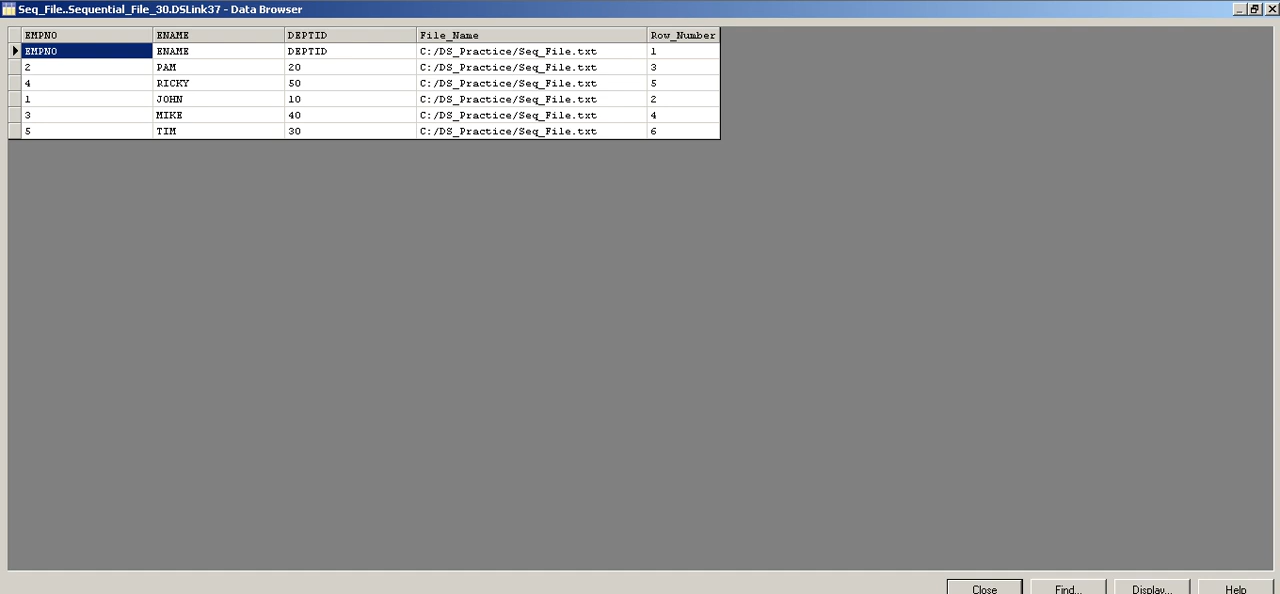 Seq_File..Sequential_File_30.DSLink37 - Data Browser
EMPNO ENAME DEPTID File_Name Row_Number
EMPNO ENAME DEPTID C:/DS_Practice/Seq_File.txt 1
2 PAM 20 C:/DS_Practice/Seq_File.txt 3
4 RICKY 50 C:/DS_Practice/Seq_File.txt 5
1 JOHN 10 C:/DS_Practice/Seq_File.txt 2
3 MIKE 40 C:/DS_Practice/Seq_File.txt 4
5 TIM 30 C:/DS_Practice/Seq_File.txt 6
Close Find... Display... Help